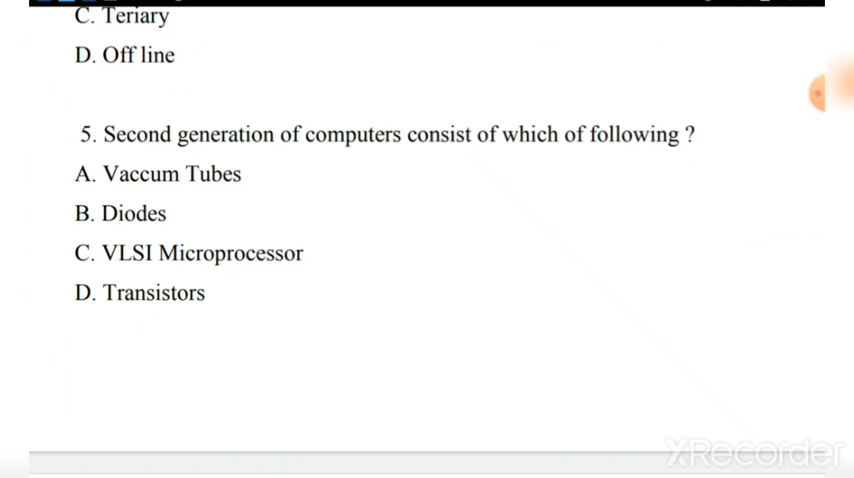 C. Teriary
D. Off line
5. Second generation of computers consist of which of following ?
A. Vaccum Tubes
B. Diodes
C. VLSI Microprocessor
D. Transistors
XRecorder